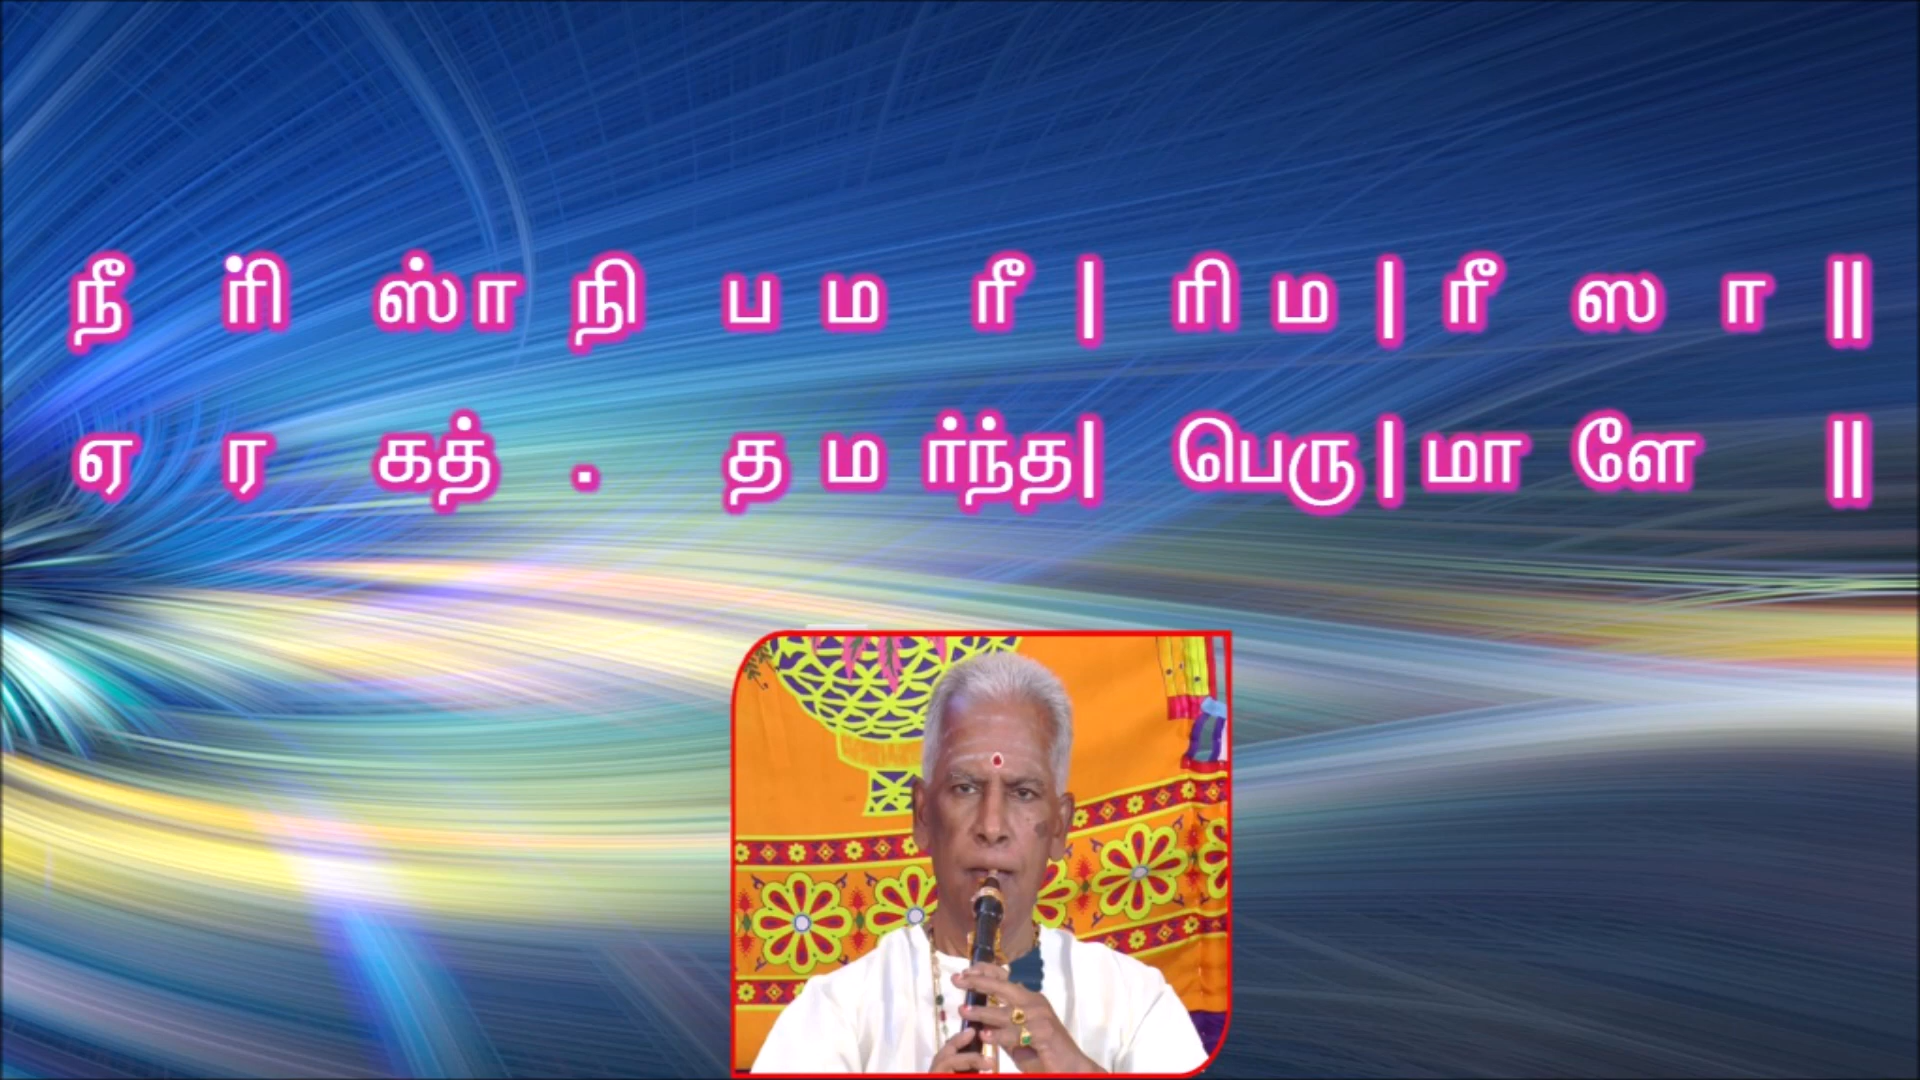 நீ ரி் ஸ்ா நி ப ம ரீ | ரி ம | ரீ ஸ ா ||
ஏ ர கத் . த ம ர்ந்த| பெரு | மா ளே ||